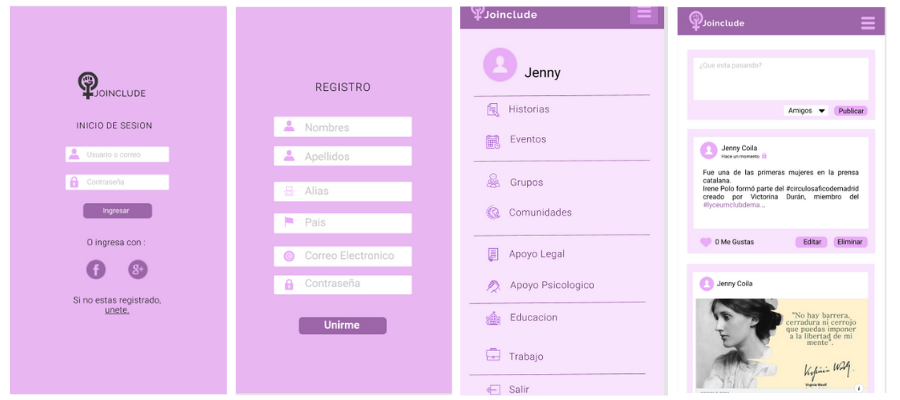 JOINCLUDE
INICIO DE SESION
Usuario o correo
Contraseña
Ingresar
O ingresa con :
f
g+
Si no estas registrado,
unete.
REGISTRO
Nombres
Apellidos
Alias
Pais
Correo Electronico
Contraseña
Unirme
Joinclude
Jenny
Historias
Eventos
Grupos
Comunidades
Apoyo Legal
Apoyo Psicologico
Educacion
Trabajo
Salir
Joinclude
¿Que esta pasando?
Amigos
Publicar
Jenny Coila
Hace un momento
Fue una de las primeras mujeres en la prensa
catalana.
Irene Polo formó parte del #circulosaficodemadrid
creado por Victorina Durán, miembro del
#lyceumclubdema...
0 Me Gustas
Editar
Eliminar
Jenny Coila
"No hay barrera,
cerradura ni cerrojo
que puedas imponer
a la libertad de mi
mente".
Virginia Woolf
i